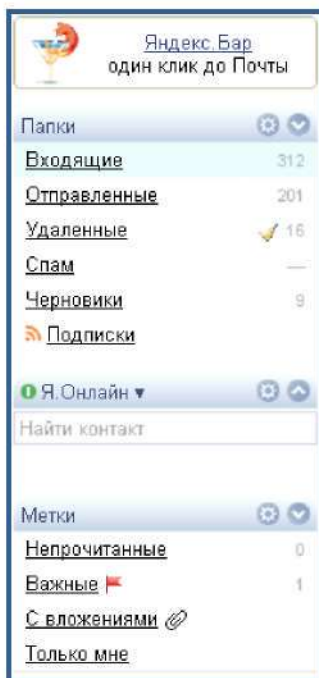 Яндекс.Бар
один клик до Почты
Папки
Входящие 312
Отправленные 201
Удаленные 16
Спам —
Черновики 9
Подписки
Я.Онлайн ▾
Найти контакт
Метки
Непрочитанные 0
Важные 1
С вложениями
Только мне